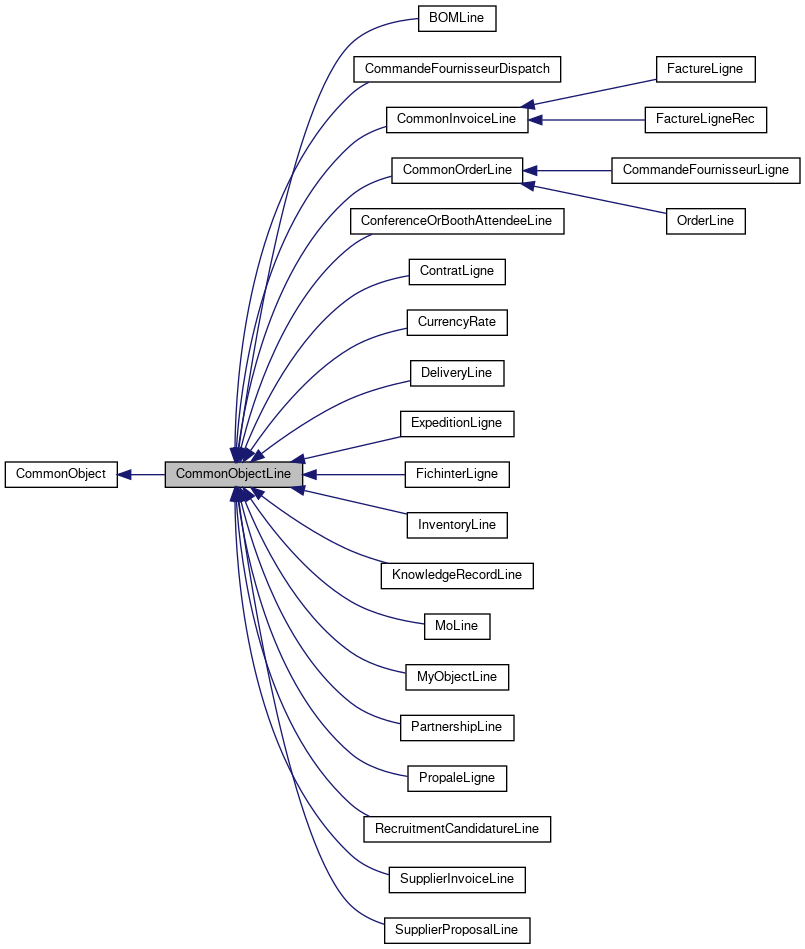 BOMLine
CommandeFournisseurDispatch
FactureLigne
CommonInvoiceLine
FactureLigneRec
CommonOrderLine
CommandeFournisseurLigne
ConferenceOrBoothAttendeeLine
OrderLine
ContratLigne
CurrencyRate
DeliveryLine
ExpeditionLigne
CommonObject
CommonObjectLine
FichinterLigne
InventoryLine
KnowledgeRecordLine
MoLine
MyObjectLine
PartnershipLine
PropaleLigne
RecruitmentCandidatureLine
SupplierInvoiceLine
SupplierProposalLine